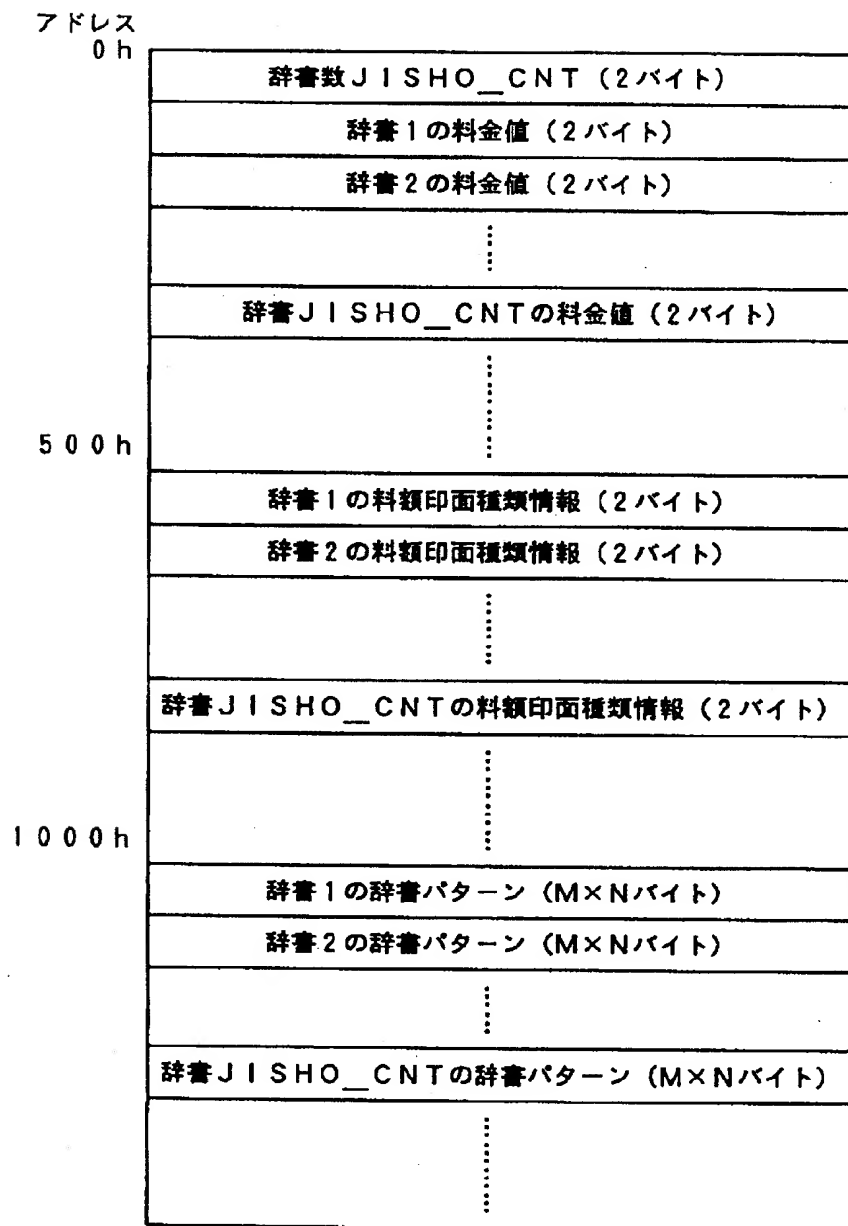 アドレス
0h
辞書数JISHO_CNT（2バイト）
辞書1の料金値（2バイト）
辞書2の料金値（2バイト）
辞書JISHO_CNTの料金値（2バイト）
500h
辞書1の料額印面種類情報（2バイト）
辞書2の料額印面種類情報（2バイト）
辞書JISHO_CNTの料額印面種類情報（2バイト）
1000h
辞書1の辞書パターン（M×Nバイト）
辞書2の辞書パターン（M×Nバイト）
辞書JISHO_CNTの辞書パターン（M×Nバイト）